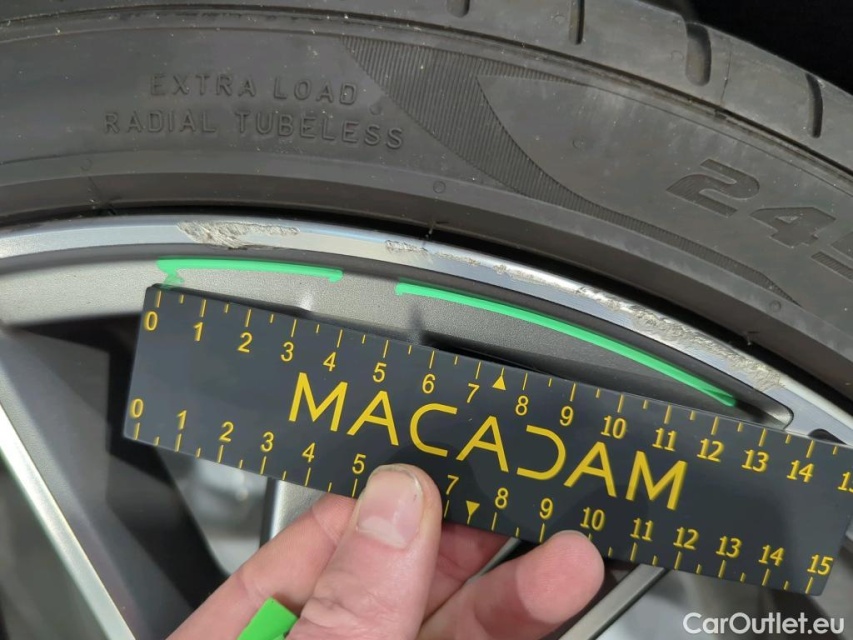 EXTRA LOAD
RADIAL TUBELESS
245
0 1 2 3 4 5 6 7 8 9 10 11 12 13 14 15
MACADAM
0 1 2 3 4 5 7 8 9 10 11 12 13 14 15
CarOutlet.eu